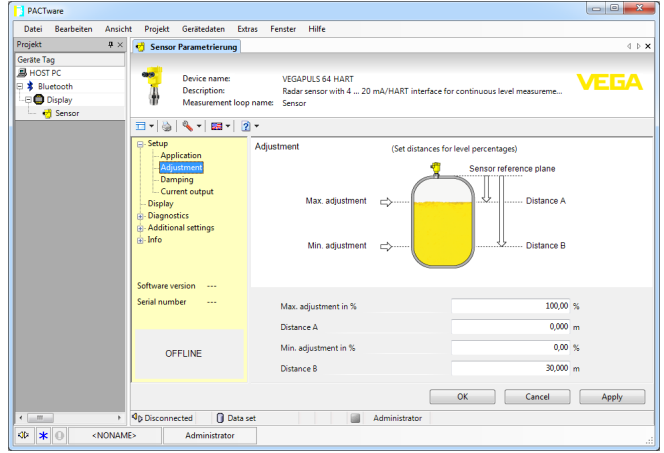 PACTware
Datei Bearbeiten Ansicht Projekt Gerätedaten Extras Fenster Hilfe
Projekt
Geräte Tag
HOST PC
Bluetooth
Display
Sensor
Sensor Parametrierung
Device name: VEGAPULS 64 HART
Description: Radar sensor with 4 ... 20 mA/HART interface for continuous level measureme...
Measurement loop name: Sensor
VEGA
Setup
Application
Adjustment
Damping
Current output
Display
Diagnostics
Additional settings
Info
Software version ---
Serial number ---
OFFLINE
Adjustment (Set distances for level percentages)
Sensor reference plane
Max. adjustment Distance A
Min. adjustment Distance B
Max. adjustment in % 100,00 %
Distance A 0,000 m
Min. adjustment in % 0,00 %
Distance B 30,000 m
OK Cancel Apply
Disconnected Data set Administrator
<NONAME> Administrator